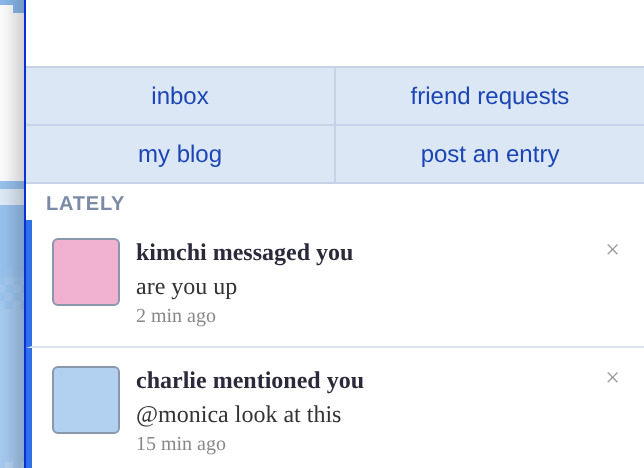 inbox
friend requests
my blog
post an entry
LATELY
kimchi messaged you
×
are you up
2 min ago
charlie mentioned you
×
@monica look at this
15 min ago